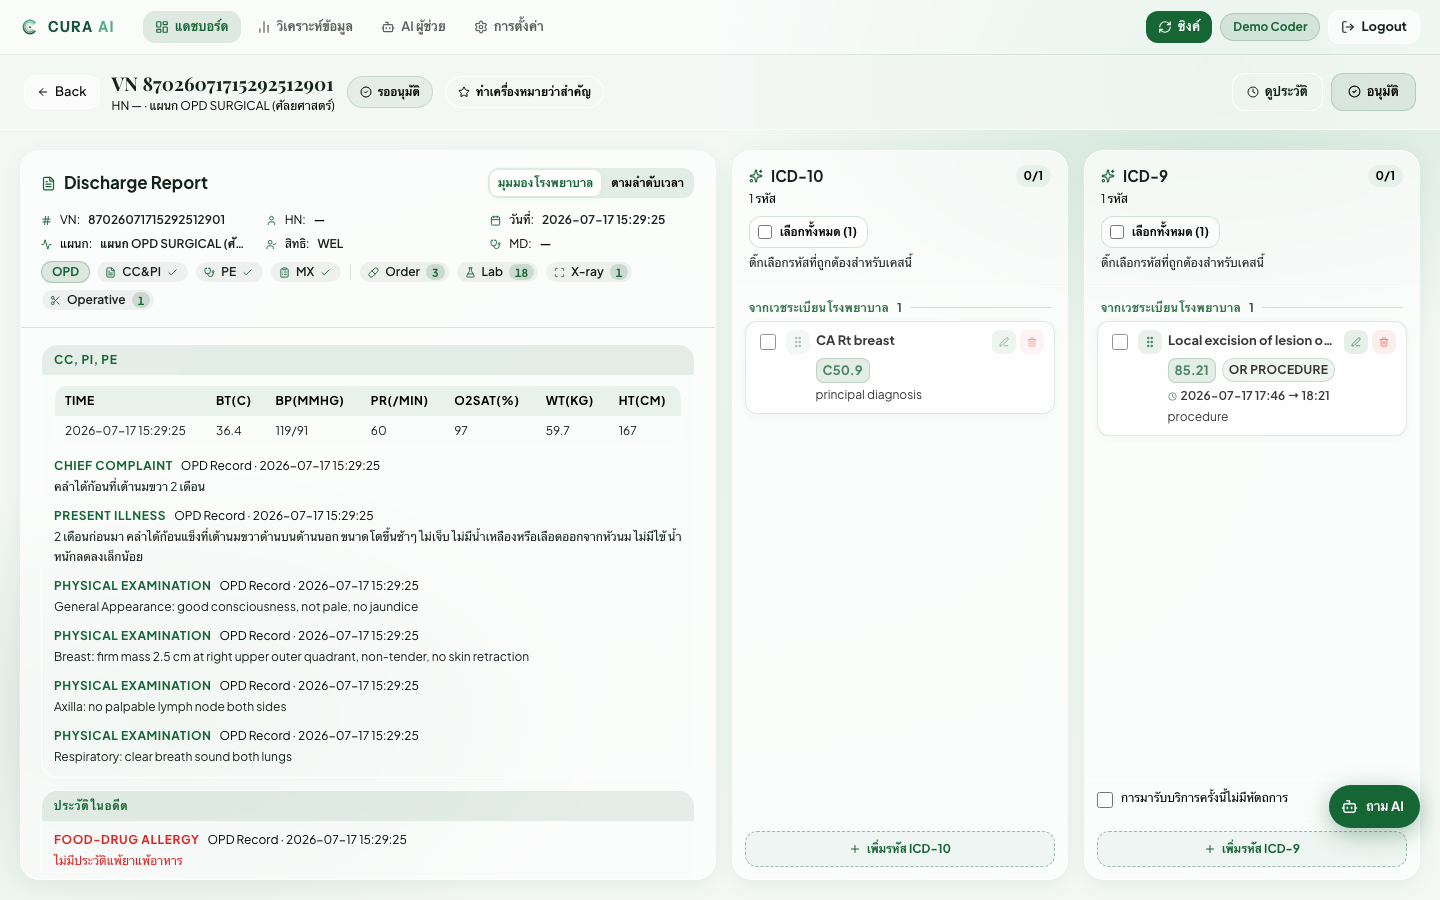 CURA AI
แดชบอร์ด
วิเคราะห์ข้อมูล
AI ผู้ช่วย
การตั้งค่า
ซิงค์
Demo Coder
Logout
Back
VN 87026071715292512901
HN — · แผนก OPD SURGICAL (ศัลยศาสตร์)
รออนุมัติ
ทำเครื่องหมายว่าสำคัญ
ดูประวัติ
อนุมัติ
Discharge Report
มุมมองโรงพยาบาล
ตามลำดับเวลา
VN: 87026071715292512901
HN: —
วันที่: 2026-07-17 15:29:25
แผนก: แผนก OPD SURGICAL (ศั...
สิทธิ: WEL
MD: —
OPD
CC&PI
PE
MX
Order 3
Lab 18
X-ray 1
Operative 1
CC, PI, PE
TIME BT(C) BP(MMHG) PR(/MIN) O2SAT(%) WT(KG) HT(CM)
2026-07-17 15:29:25 36.4 119/91 60 97 59.7 167
CHIEF COMPLAINT OPD Record · 2026-07-17 15:29:25
คลำได้ก้อนที่เต้านมขวา 2 เดือน
PRESENT ILLNESS OPD Record · 2026-07-17 15:29:25
2 เดือนก่อนมา คลำได้ก้อนแข็งที่เต้านมขวาด้านบนด้านนอก ขนาดโตขึ้นช้าๆ ไม่เจ็บ ไม่มีน้ำเหลืองหรือเลือดออกจากหัวนม ไม่มีไข้ น้ำ
หนักลดลงเล็กน้อย
PHYSICAL EXAMINATION OPD Record · 2026-07-17 15:29:25
General Appearance: good consciousness, not pale, no jaundice
PHYSICAL EXAMINATION OPD Record · 2026-07-17 15:29:25
Breast: firm mass 2.5 cm at right upper outer quadrant, non-tender, no skin retraction
PHYSICAL EXAMINATION OPD Record · 2026-07-17 15:29:25
Axilla: no palpable lymph node both sides
PHYSICAL EXAMINATION OPD Record · 2026-07-17 15:29:25
Respiratory: clear breath sound both lungs
ประวัติในอดีต
FOOD-DRUG ALLERGY OPD Record · 2026-07-17 15:29:25
ไม่มีประวัติแพ้ยาแพ้อาหาร
ICD-10
0/1
1 รหัส
เลือกทั้งหมด (1)
ติ๊กเลือกรหัสที่ถูกต้องสำหรับเคสนี้
จากเวชระเบียนโรงพยาบาล 1
CA Rt breast
C50.9
principal diagnosis
เพิ่มรหัส ICD-10
ICD-9
0/1
1 รหัส
เลือกทั้งหมด (1)
ติ๊กเลือกรหัสที่ถูกต้องสำหรับเคสนี้
จากเวชระเบียนโรงพยาบาล 1
Local excision of lesion o...
85.21
OR PROCEDURE
2026-07-17 17:46 → 18:21
procedure
การมารับบริการครั้งนี้ไม่มีหัตถการ
ถาม AI
เพิ่มรหัส ICD-9